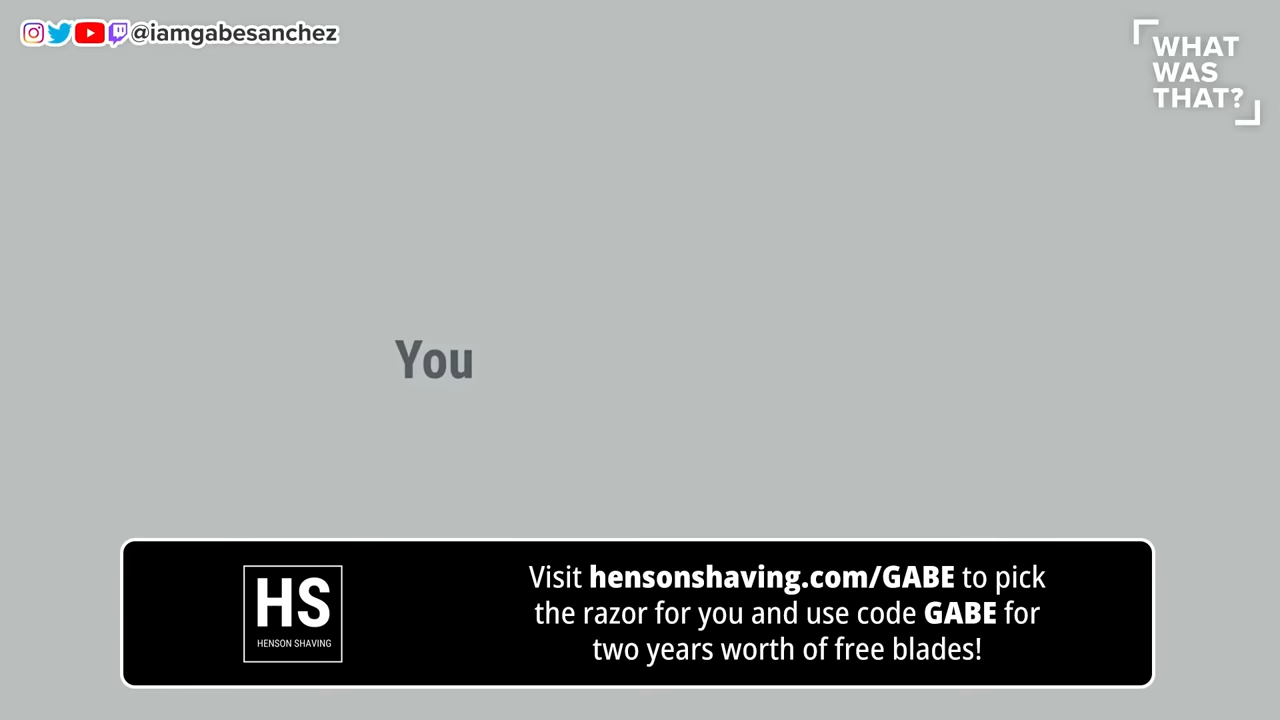 @iamgabesanchez
WHAT
WAS
THAT?
You
HS
HENSON SHAVING
Visit hensonshaving.com/GABE to pick
the razor for you and use code GABE for
two years worth of free blades!